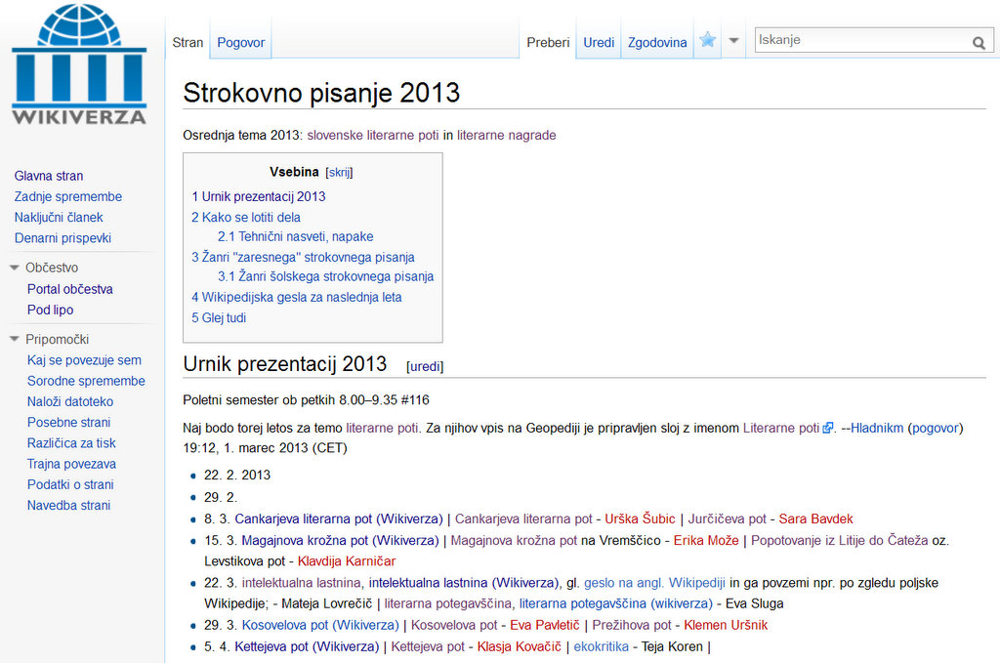 WIKIVERZA
Stran Pogovor Preberi Uredi Zgodovina Iskanje
Glavna stran
Zadnje spremembe
Naključni članek
Denarni prispevki
Občestvo
Portal občestva
Pod lipo
Pripomočki
Kaj se povezuje sem
Sorodne spremembe
Naloži datoteko
Posebne strani
Različica za tisk
Trajna povezava
Podatki o strani
Navedba strani
Strokovno pisanje 2013
Osrednja tema 2013: slovenske literarne poti in literarne nagrade
Vsebina [skrij]
1 Urnik prezentacij 2013
2 Kako se lotiti dela
2.1 Tehnični nasveti, napake
3 Žanri "zaresnega" strokovnega pisanja
3.1 Žanri šolskega strokovnega pisanja
4 Wikipedijska gesla za naslednja leta
5 Glej tudi
Urnik prezentacij 2013 [uredi]
Poletni semester ob petkih 8.00–9.35 #116
Naj bodo torej letos za temo literarne poti. Za njihov vpis na Geopediji je pripravljen sloj z imenom Literarne poti. --Hladnikm (pogovor)
19:12, 1. marec 2013 (CET)
22. 2. 2013
29. 2.
8. 3. Cankarjeva literarna pot (Wikiverza) | Cankarjeva literarna pot - Urška Šubic | Jurčičeva pot - Sara Bavdek
15. 3. Magajnova krožna pot (Wikiverza) | Magajnova krožna pot na Vremščico - Erika Može | Popotovanje iz Litije do Čateža oz.
Levstikova pot - Klavdija Karničar
22. 3. intelektualna lastnina, intelektualna lastnina (Wikiverza), gl. geslo na angl. Wikipediji in ga povzemi npr. po zgledu poljske
Wikipedije; - Mateja Lovrečič | literarna potegavščina, literarna potegavščina (wikiverza) - Eva Sluga
29. 3. Kosovelova pot (Wikiverza) | Kosovelova pot - Eva Pavletič | Prežihova pot - Klemen Uršnik
5. 4. Kettejeva pot (Wikiverza) | Kettejeva pot - Klasja Kovačič | ekokritika - Teja Koren |